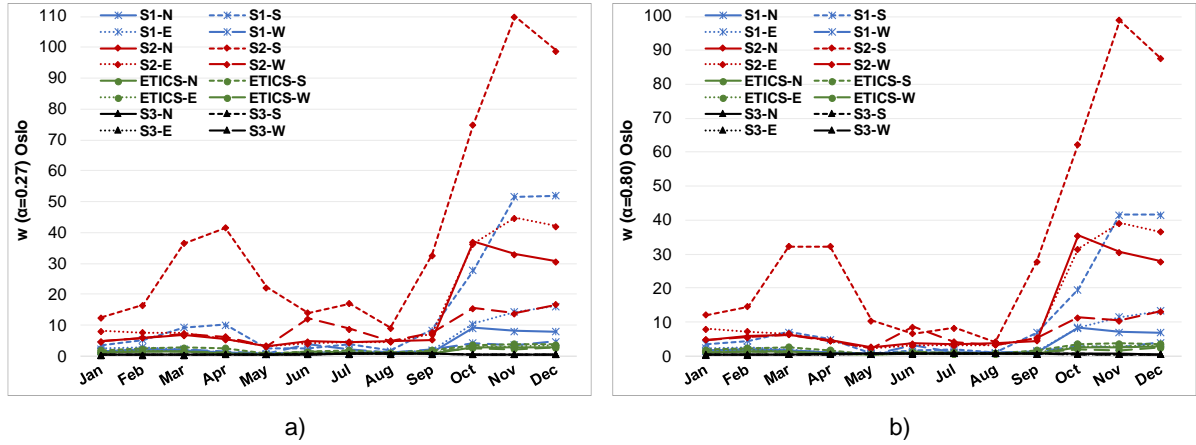 w (α=0.27) Oslo
110
100
90
80
70
60
50
40
30
20
10
0
S1-N S1-S
S1-E S1-W
S2-N S2-S
S2-E S2-W
ETICS-N ETICS-S
ETICS-E ETICS-W
S3-N S3-S
S3-E S3-W
Jan Feb Mar Apr May Jun Jul Aug Sep Oct Nov Dec
a)
w (α=0.80) Oslo
100
90
80
70
60
50
40
30
20
10
0
S1-N S1-S
S1-E S1-W
S2-N S2-S
S2-E S2-W
ETICS-N ETICS-S
ETICS-E ETICS-W
S3-N S3-S
S3-E S3-W
Jan Feb Mar Apr May Jun Jul Aug Sep Oct Nov Dec
b)